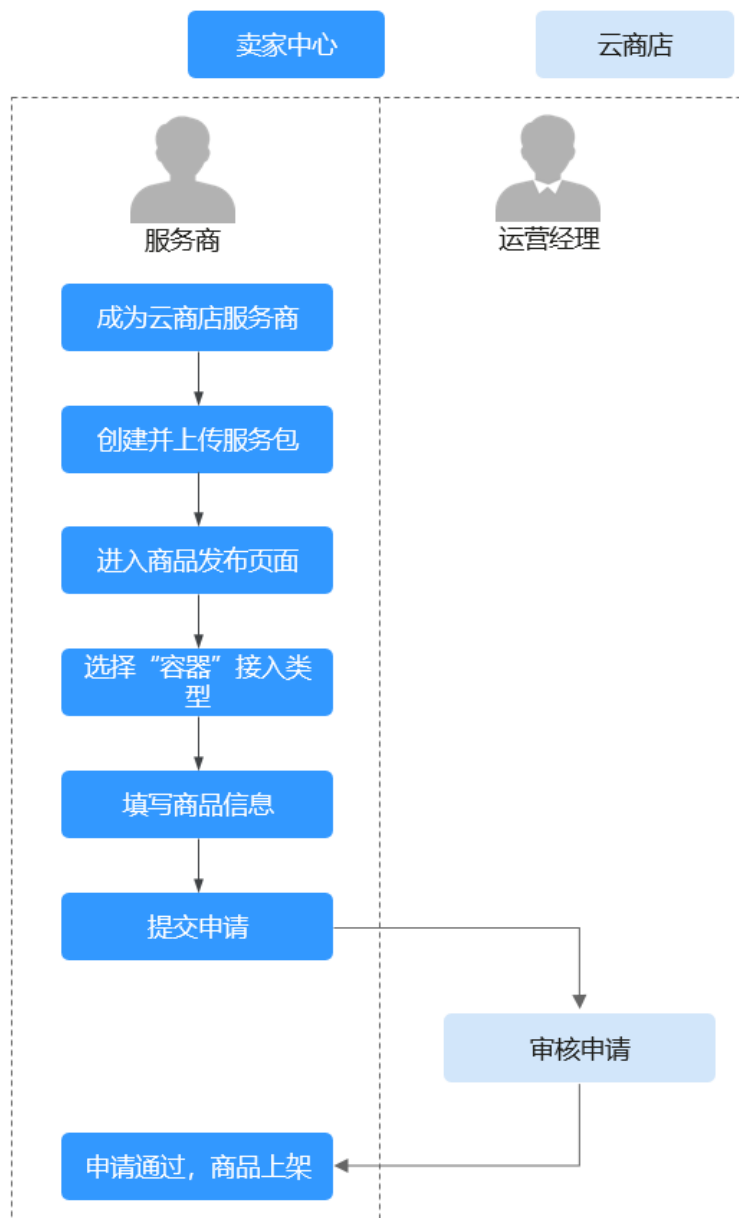 卖家中心
云商店
服务商
运营经理
成为云商店服务商
创建并上传服务包
进入商品发布页面
选择“容器”接入类
型
填写商品信息
提交申请
审核申请
申请通过，商品上架